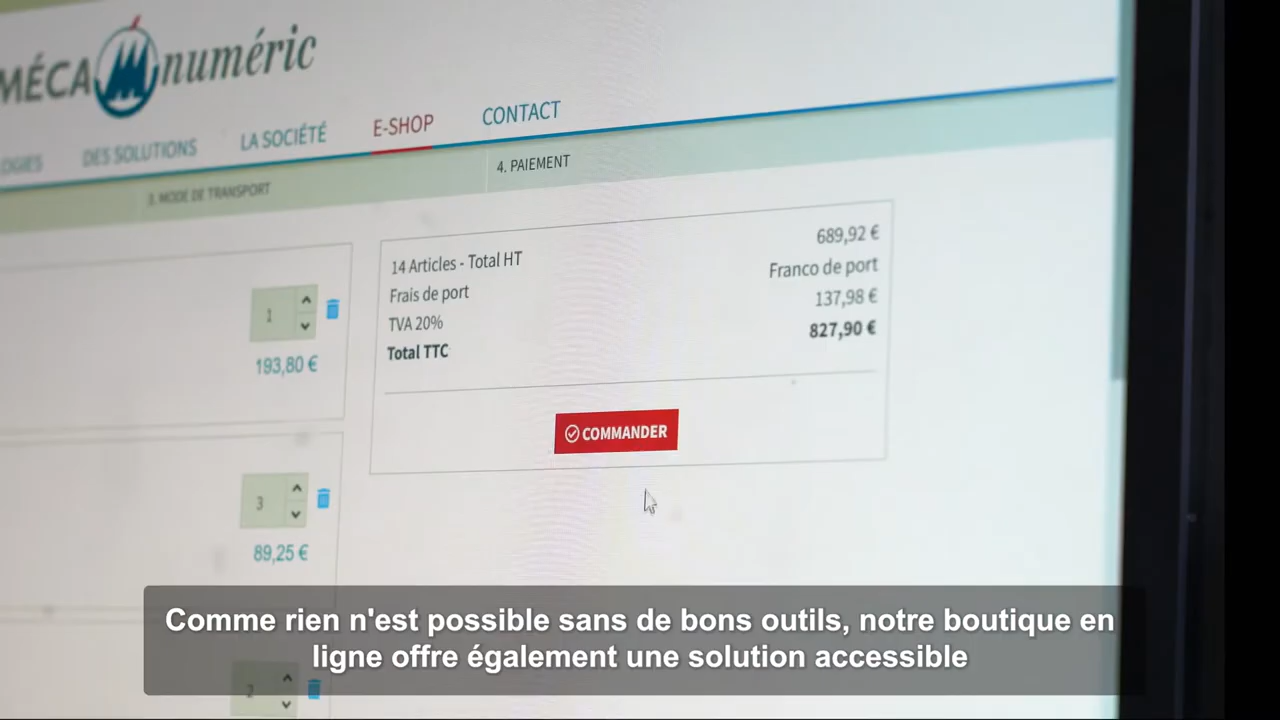 MÉCA numéric
LOGIES DES SOLUTIONS LA SOCIÉTÉ E-SHOP CONTACT
3. MODE DE TRANSPORT 4. PAIEMENT
1
193,80 €
3
89,25 €
2
14 Articles - Total HT 689,92 €
Frais de port Franco de port
TVA 20% 137,98 €
Total TTC 827,90 €
COMMANDER
Comme rien n'est possible sans de bons outils, notre boutique en
ligne offre également une solution accessible